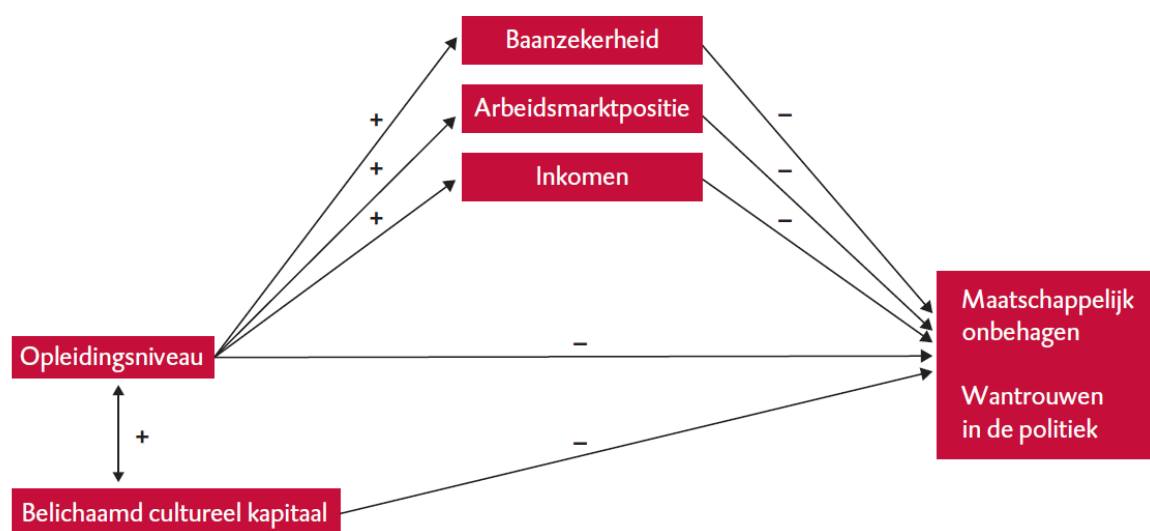 Baanzekerheid
+
–
Arbeidsmarktpositie
+
–
Inkomen
+
–
Opleidingsniveau
–
Maatschappelijk
onbehagen
Wantrouwen
in de politiek
+
–
Belichaamd cultureel kapitaal